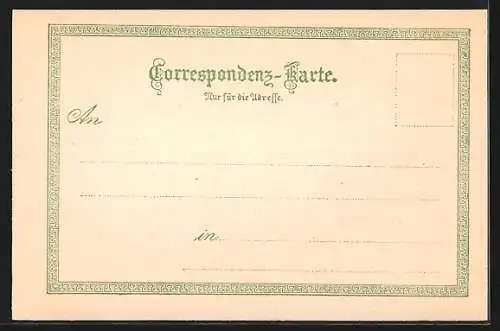 Correspondenz-Karte.
Nur für die Adresse.
An
in